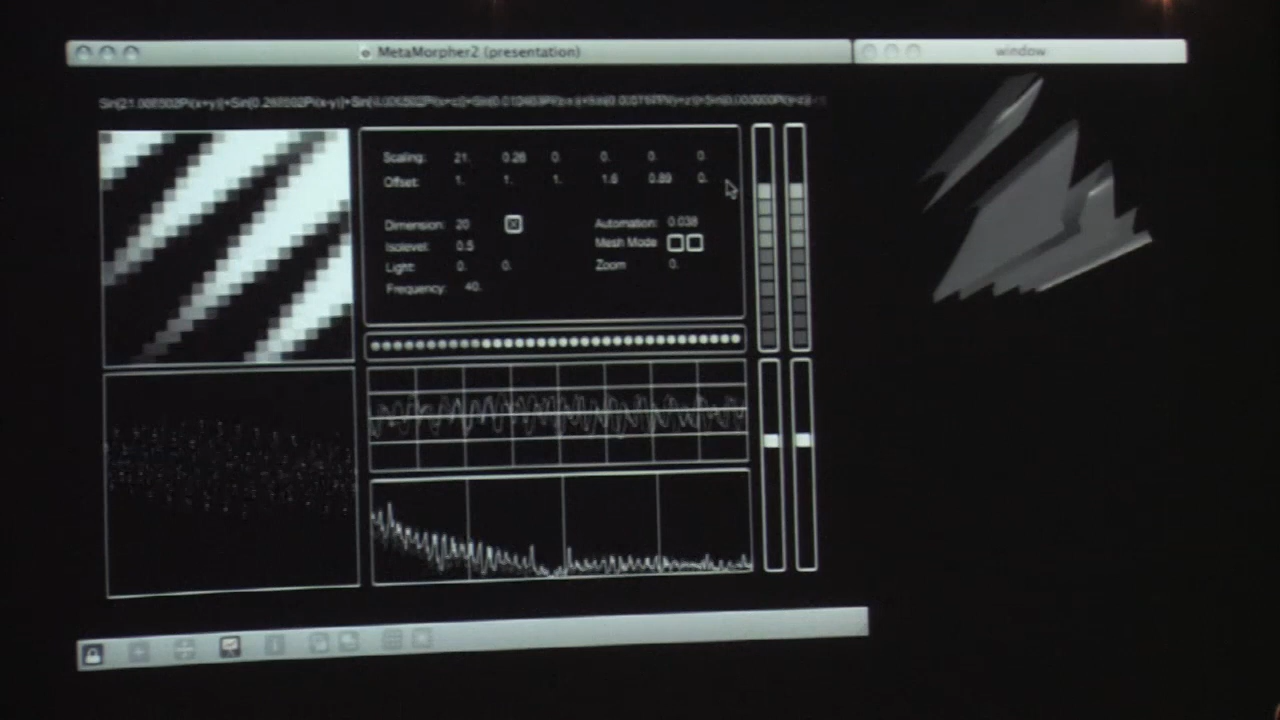 MetaMorpher2 (presentation)
window
Scaling: 21. 0.26 0. 0. 0. 0.
Offset: 1. 1. 1. 1.6 0.89 0.
Dimension: 20
Automation: 0.038
Isolevel: 0.5
Mesh Mode
Light: 0. 0.
Zoom 0.
Frequency: 40.